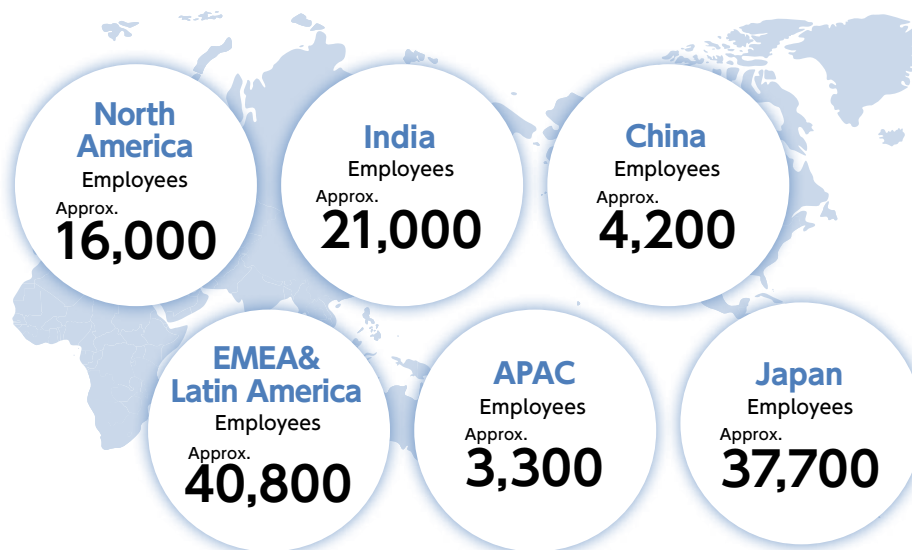 North
America
Employees
Approx.
16,000
India
Employees
Approx.
21,000
China
Employees
Approx.
4,200
EMEA&
Latin America
Employees
Approx.
40,800
APAC
Employees
Approx.
3,300
Japan
Employees
Approx.
37,700